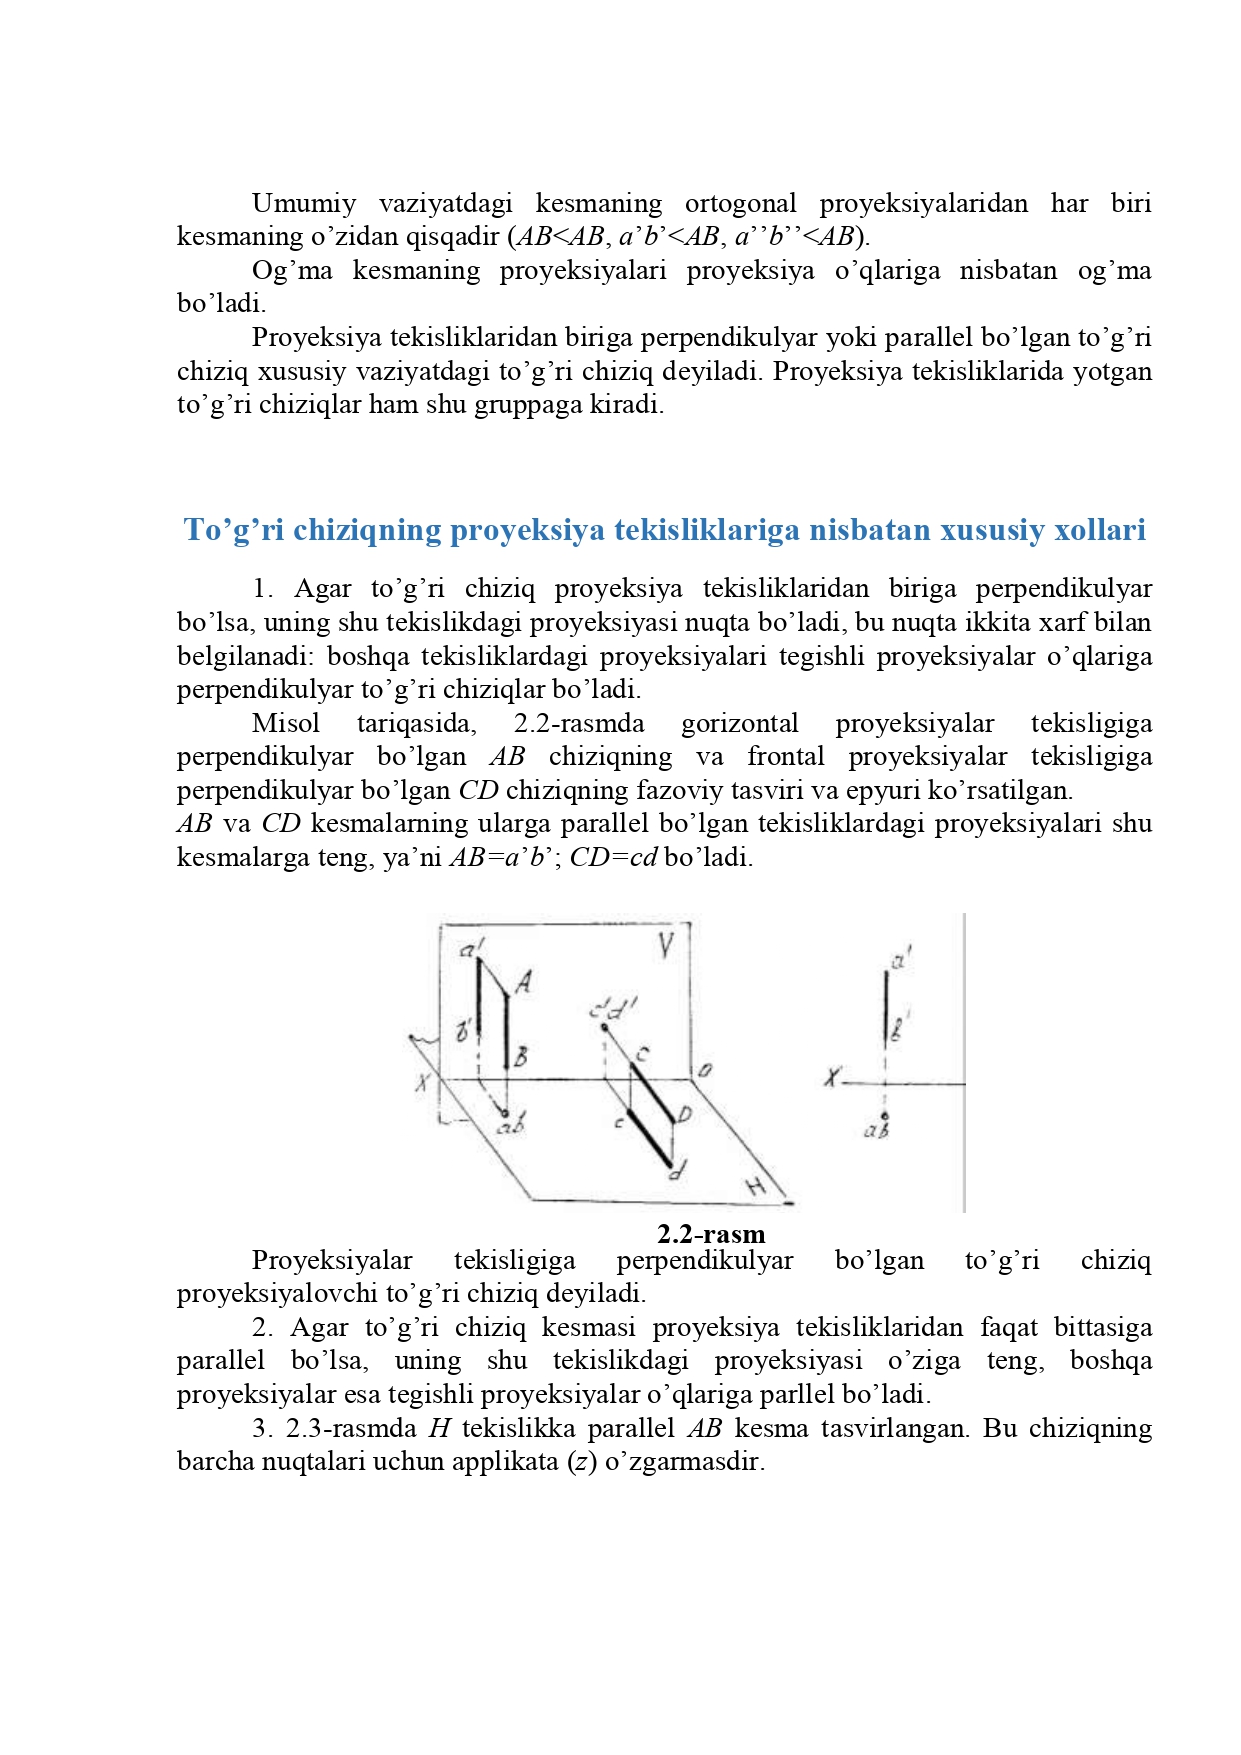 Umumiy vaziyatdagi kesmaning ortogonal proyeksiyalaridan har biri
kesmaning o’zidan qisqadir (AB<AB, a’b’<AB, a’’b’’<AB).
Og’ma kesmaning proyeksiyalari proyeksiya o’qlariga nisbatan og’ma
bo’ladi.
Proyeksiya tekisliklaridan biriga perpendikulyar yoki parallel bo’lgan to’g’ri
chiziq xususiy vaziyatdagi to’g’ri chiziq deyiladi. Proyeksiya tekisliklarida yotgan
to’g’ri chiziqlar ham shu gruppaga kiradi.
To’g’ri chiziqning proyeksiya tekisliklariga nisbatan xususiy xollari
1. Agar to’g’ri chiziq proyeksiya tekisliklaridan biriga perpendikulyar
bo’lsa, uning shu tekislikdagi proyeksiyasi nuqta bo’ladi, bu nuqta ikkita xarf bilan
belgilanadi: boshqa tekisliklardagi proyeksiyalari tegishli proyeksiyalar o’qlariga
perpendikulyar to’g’ri chiziqlar bo’ladi.
Misol tariqasida, 2.2-rasmda gorizontal proyeksiyalar tekisligiga
perpendikulyar bo’lgan AB chiziqning va frontal proyeksiyalar tekisligiga
perpendikulyar bo’lgan CD chiziqning fazoviy tasviri va epyuri ko’rsatilgan.
AB va CD kesmalarning ularga parallel bo’lgan tekisliklardagi proyeksiyalari shu
kesmalarga teng, ya’ni AB=a’b’; CD=cd bo’ladi.
a' V a'
A
c'd'
b' B C b'
X O X
c D
ab ab
d
H
2.2-rasm
Proyeksiyalar tekisligiga perpendikulyar bo’lgan to’g’ri chiziq
proyeksiyalovchi to’g’ri chiziq deyiladi.
2. Agar to’g’ri chiziq kesmasi proyeksiya tekisliklaridan faqat bittasiga
parallel bo’lsa, uning shu tekislikdagi proyeksiyasi o’ziga teng, boshqa
proyeksiyalar esa tegishli proyeksiyalar o’qlariga parllel bo’ladi.
3. 2.3-rasmda H tekislikka parallel AB kesma tasvirlangan. Bu chiziqning
barcha nuqtalari uchun applikata (z) o’zgarmasdir.